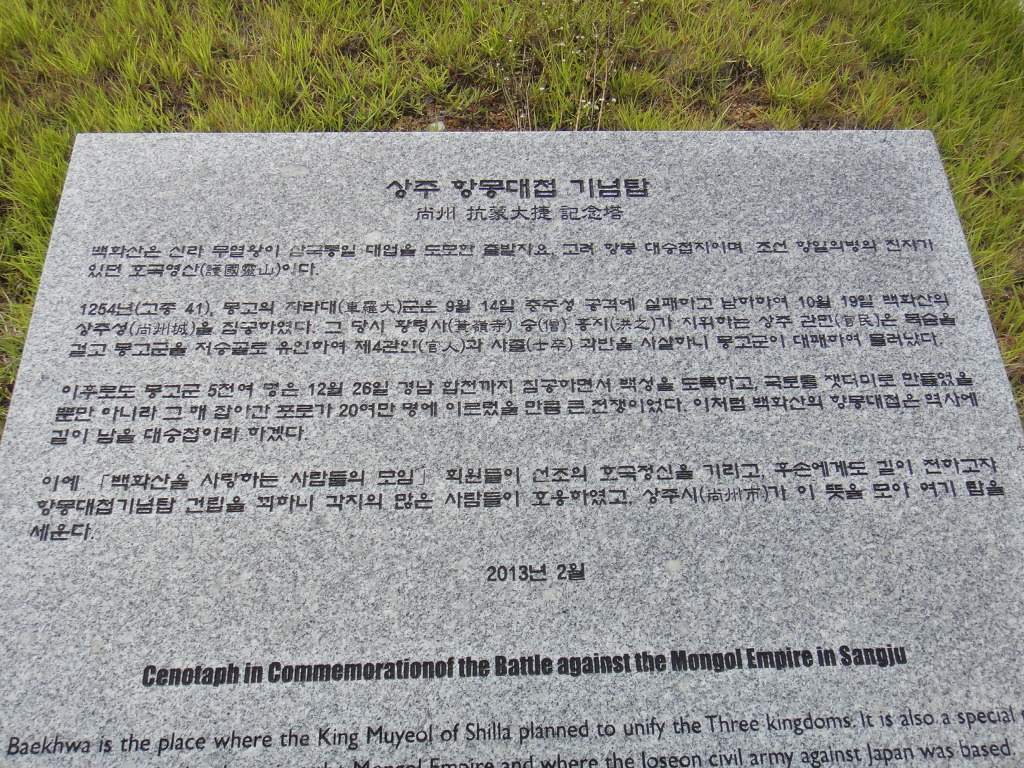 상주 항몽대첩 기념탑
尚州 抗蒙大捷 記念塔
백화산은 신라 무열왕이 삼국통일 대업을 도모한 출발지요, 고려 항몽 대승첩지이며 조선 항일의병의 진지가
있던 호국영산(護國靈山)이다.
1254년(고종 41), 몽고의 자라대(車羅大)군은 9월 14일 충주성 공격에 실패하고 남하하여 10월 19일 백화산의
상주성(尚州城)을 침공하였다. 그 당시 황령사(黃嶺寺) 승(僧) 홍지(洪之)가 지휘하는 상주 관민(官民)은 목숨을
걸고 몽고군을 저승골로 유인하여 제4관인(官人)과 사졸(士卒) 과반을 사살하니 몽고군이 대패하여 물러났다.
이후로도 몽고군 5천여 명은 12월 26일 경남 합천까지 침공하면서 백성을 도륙하고, 국토를 잿더미로 만들었을
뿐만 아니라 그 해 잡아간 포로가 20여만 명에 이르렀을 만큼 큰 전쟁이었다. 이처럼 백화산의 항몽대첩은 역사에
길이 남을 대승첩이라 하겠다.
이에 「백화산을 사랑하는 사람들의 모임」 회원들이 선조의 호국정신을 기리고, 후손에게도 길이 전하고자
항몽대첩기념탑 건립을 꾀하니 각지의 많은 사람들이 호응하였고, 상주시(尚州市)가 이 뜻을 모아 여기 탑을
세운다.
2013년 2월
Cenotaph in Commemorationof the Battle against the Mongol Empire in Sangju
Baekhwa is the place where the King Muyeol of Shilla planned to unify the Three kingdoms. It is also a special
Mongol Empire and where the Joseon civil army against Japan was based.